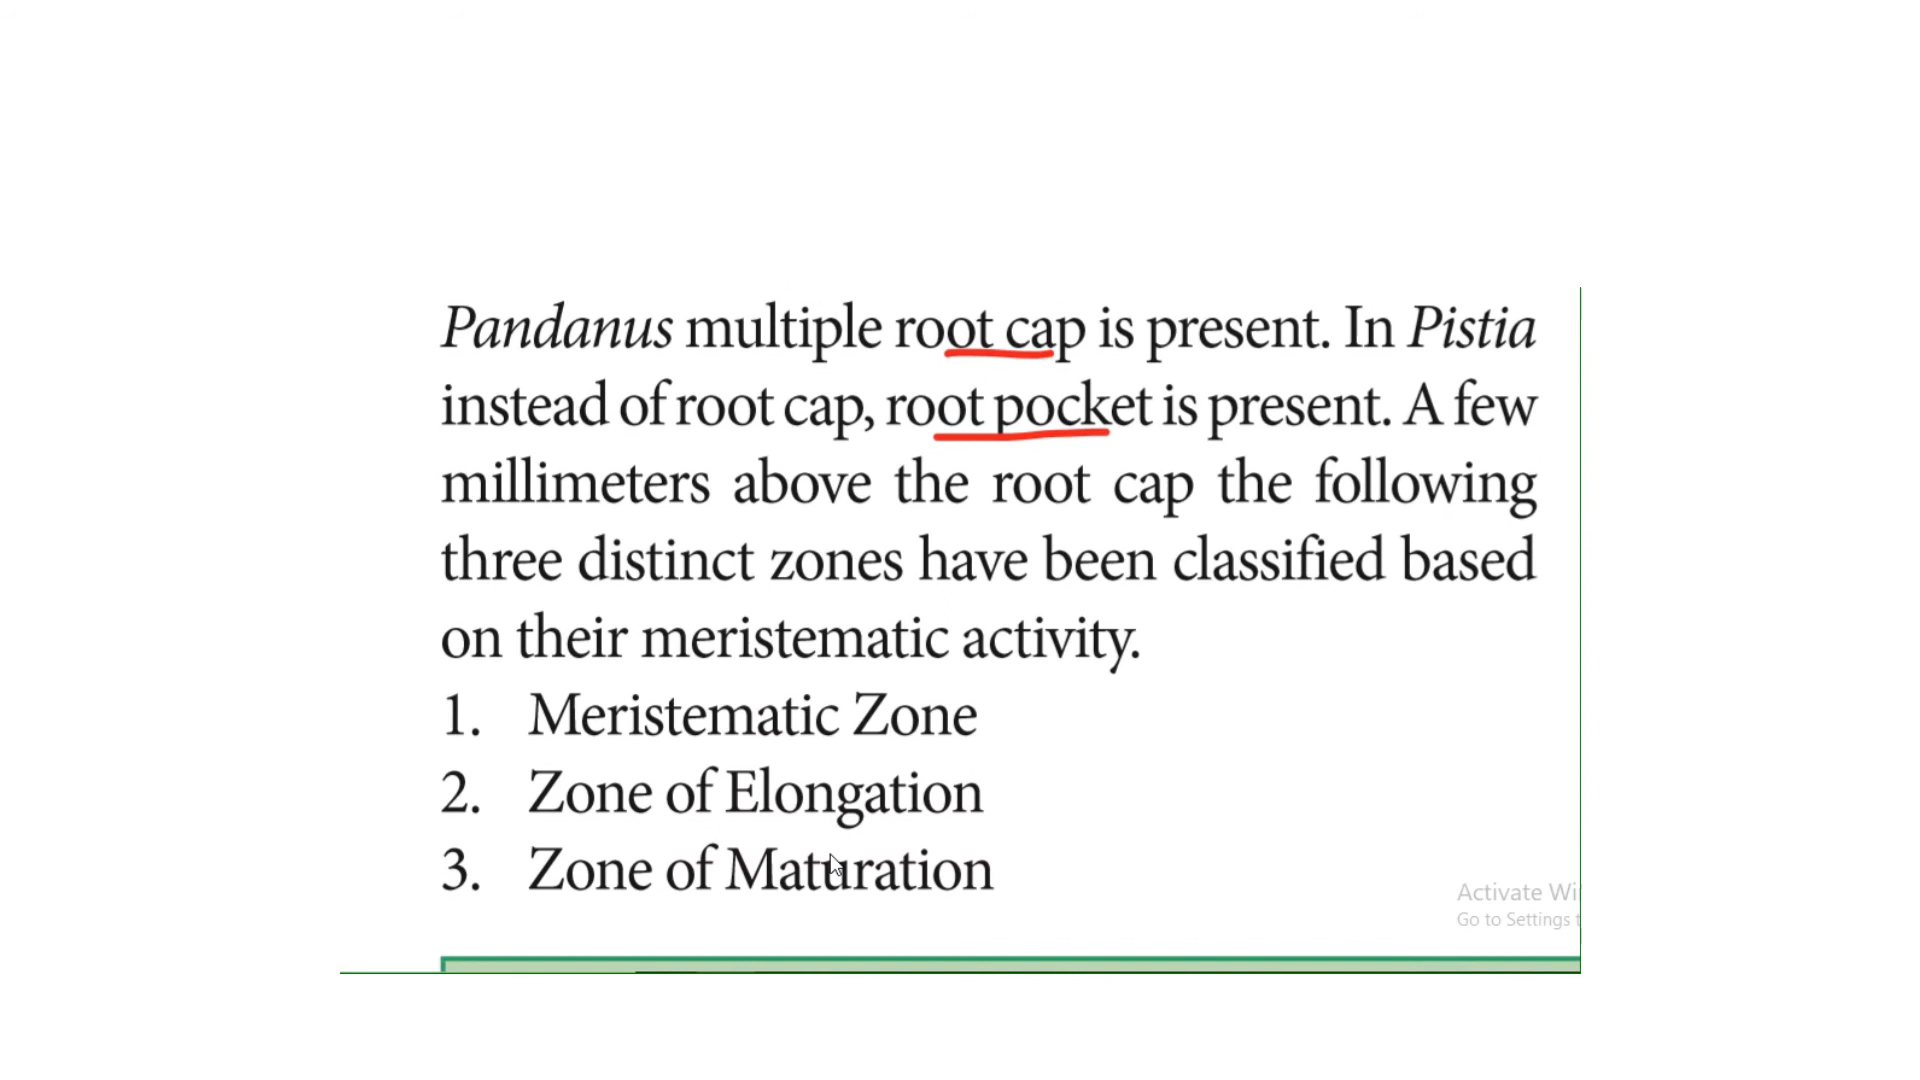 Pandanus multiple root cap is present. In Pistia
instead of root cap, root pocket is present. A few
millimeters above the root cap the following
three distinct zones have been classified based
on their meristematic activity.
1. Meristematic Zone
2. Zone of Elongation
3. Zone of Maturation
Activate Wi
Go to Settings t